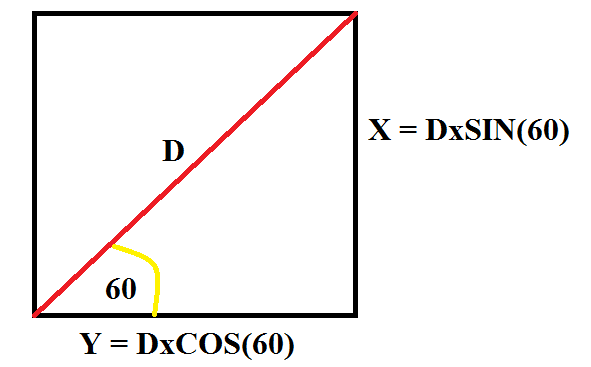 X = DxSIN(60)
D
60
Y = DxCOS(60)